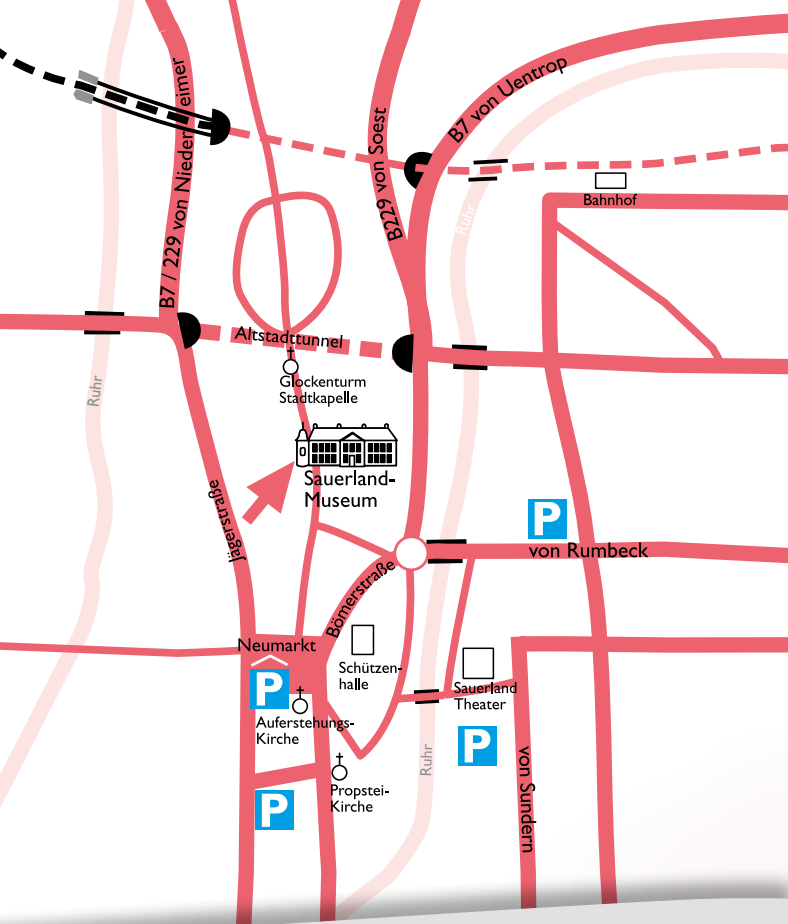 B7 / 229 von Niedereimer
B229 von Soest
B7 von Uentrop
Bahnhof
Ruhr
Altstadttunnel
Glockenturm
Stadtkapelle
Ruhr
Sauerland-
Museum
Jägerstraße
P
von Rumbeck
Bömerstraße
Neumarkt
Schützen-
halle
P
Sauerland
Theater
Auferstehungs-
Kirche
P
Ruhr
von Sundern
Propstei-
Kirche
P